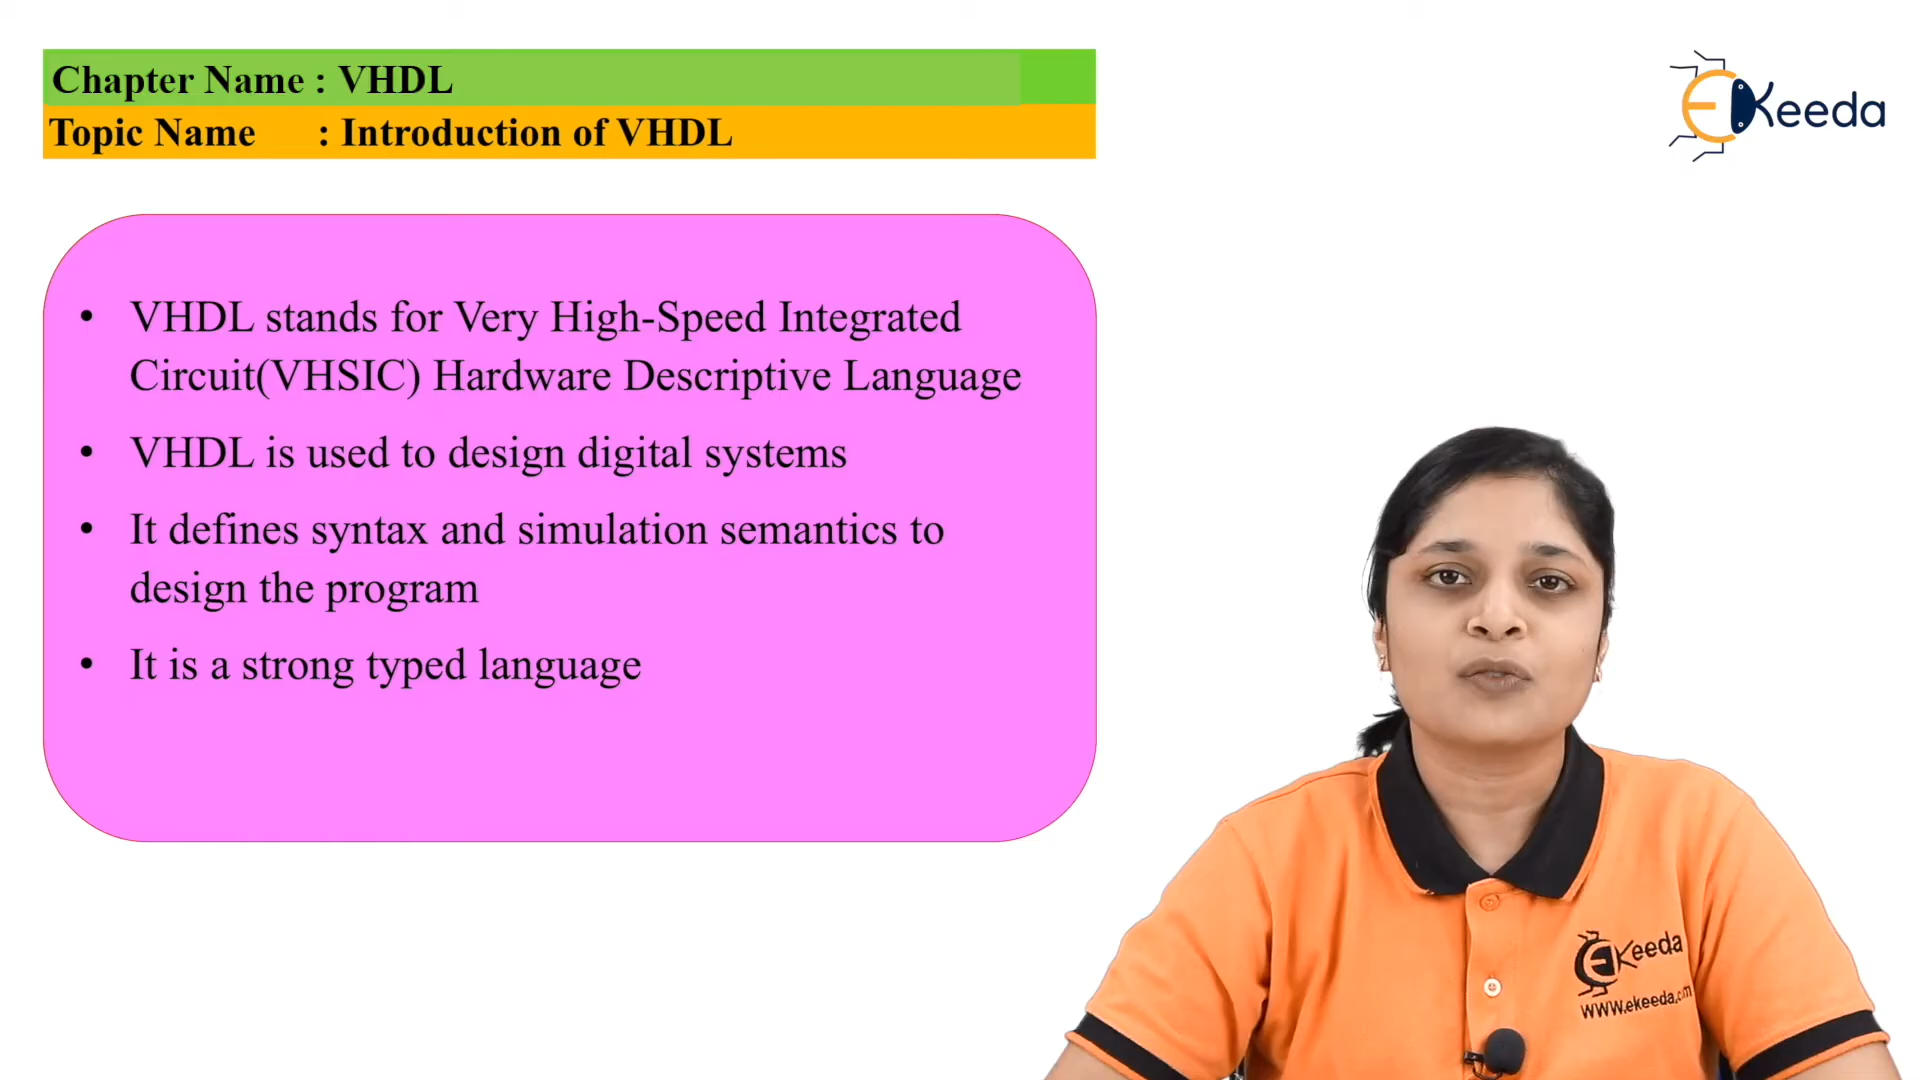 Chapter Name : VHDL
Topic Name : Introduction of VHDL
EKeeda
• VHDL stands for Very High-Speed Integrated
Circuit(VHSIC) Hardware Descriptive Language
• VHDL is used to design digital systems
• It defines syntax and simulation semantics to
design the program
• It is a strong typed language
EKeeda
www.ekeeda.com